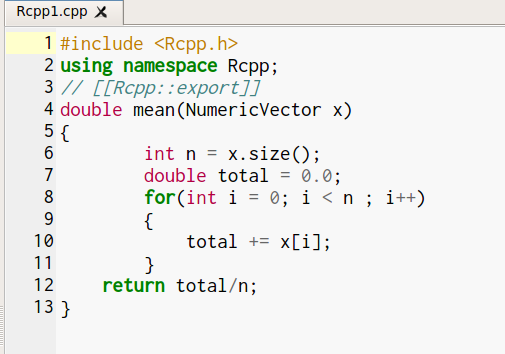 Rcpp1.cpp X
1 #include <Rcpp.h>
2 using namespace Rcpp;
3 // [[Rcpp::export]]
4 double mean(NumericVector x)
5 {
6         int n = x.size();
7         double total = 0.0;
8         for(int i = 0; i < n ; i++)
9         {
10             total += x[i];
11         }
12     return total/n;
13 }